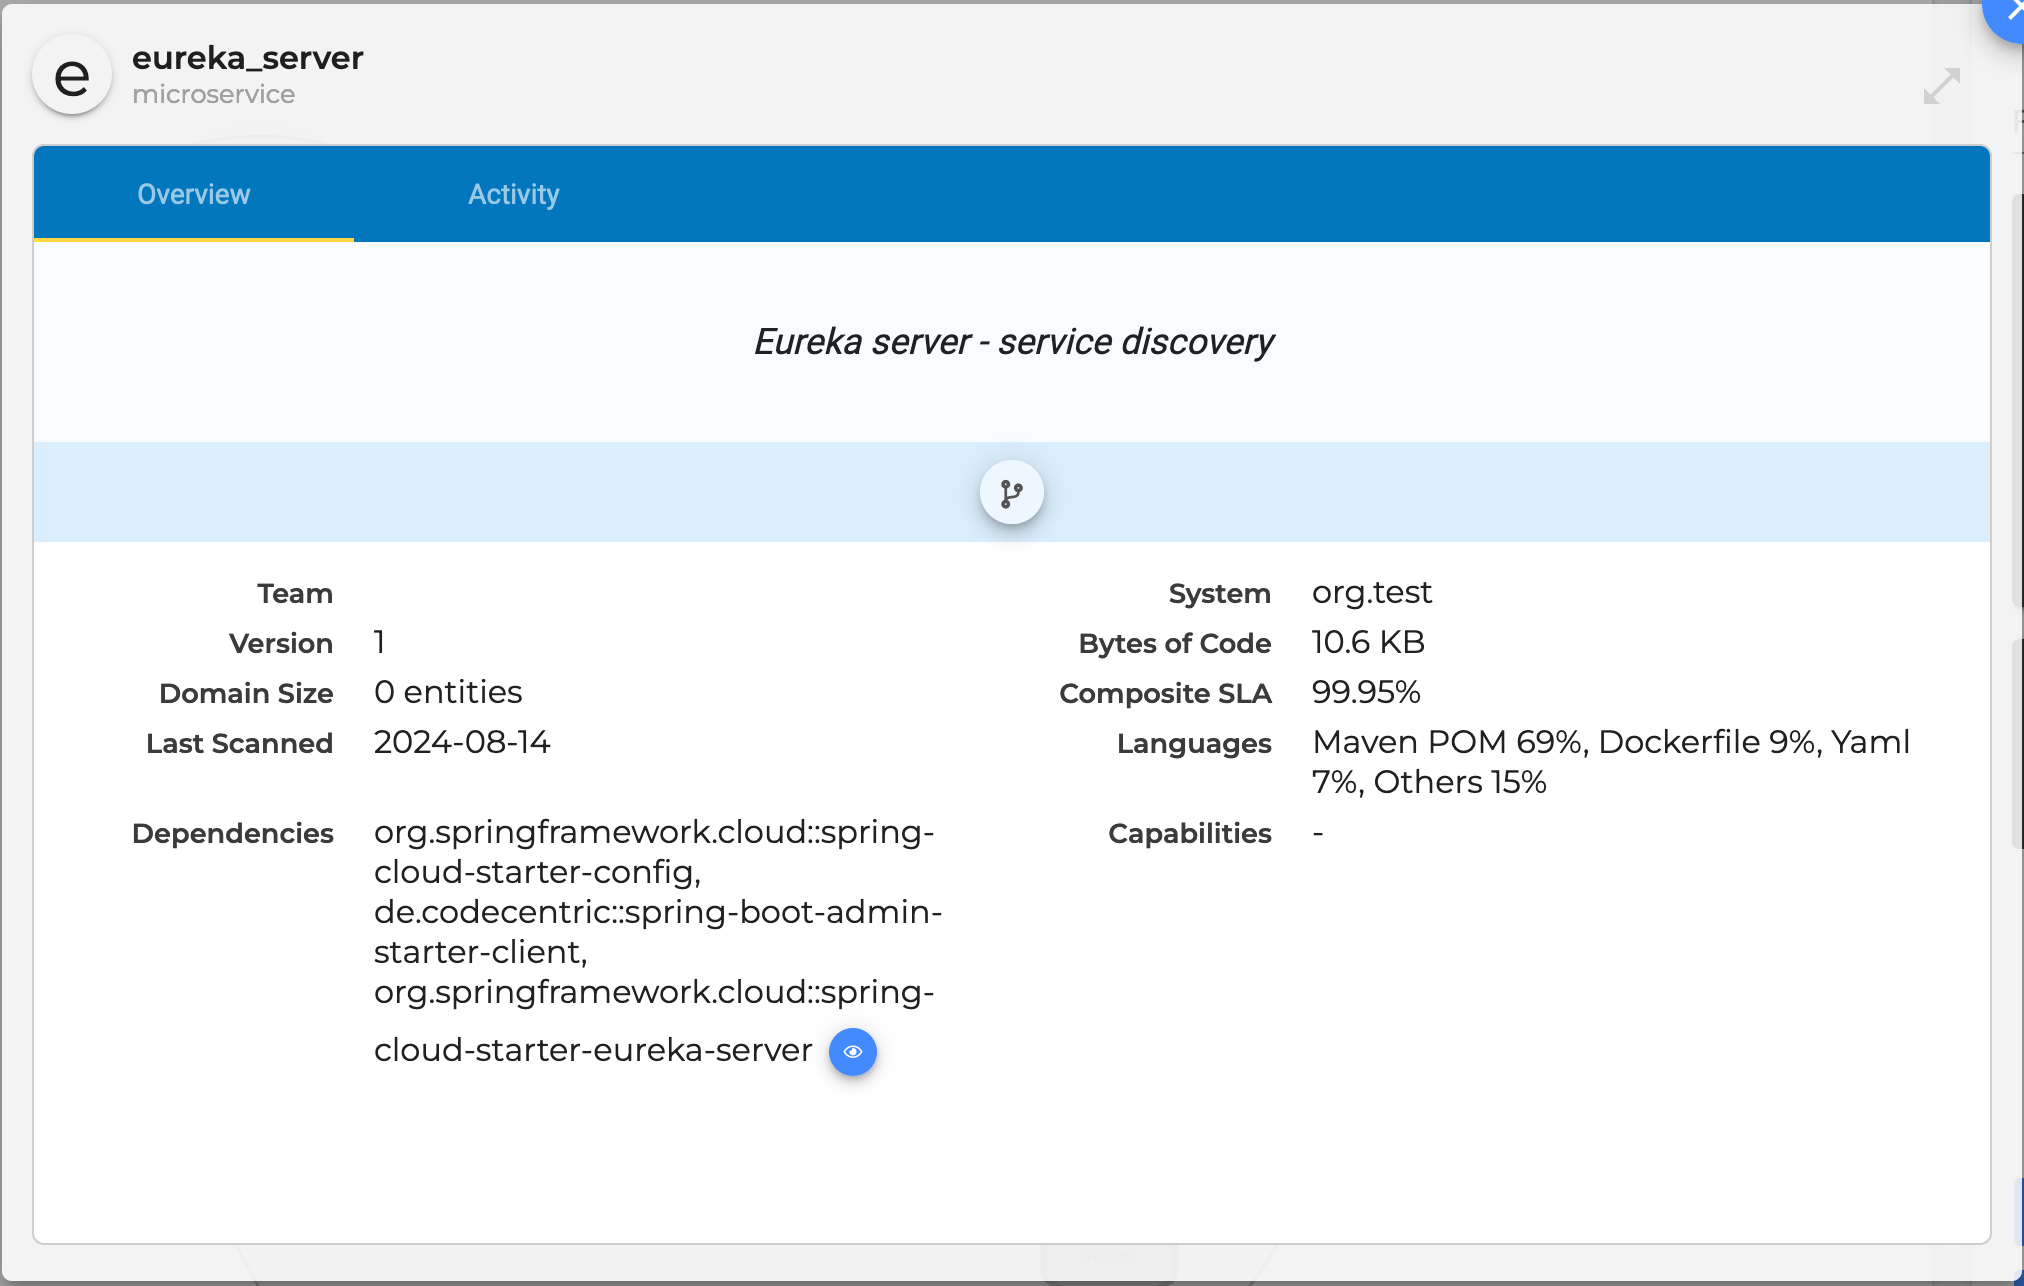 e
eureka_server
microservice
Overview
Activity
Eureka server - service discovery
Team
Version 1
Domain Size 0 entities
Last Scanned 2024-08-14
Dependencies org.springframework.cloud::spring-
cloud-starter-config,
de.codecentric::spring-boot-admin-
starter-client,
org.springframework.cloud::spring-
cloud-starter-eureka-server
System org.test
Bytes of Code 10.6 KB
Composite SLA 99.95%
Languages Maven POM 69%, Dockerfile 9%, Yaml
7%, Others 15%
Capabilities -